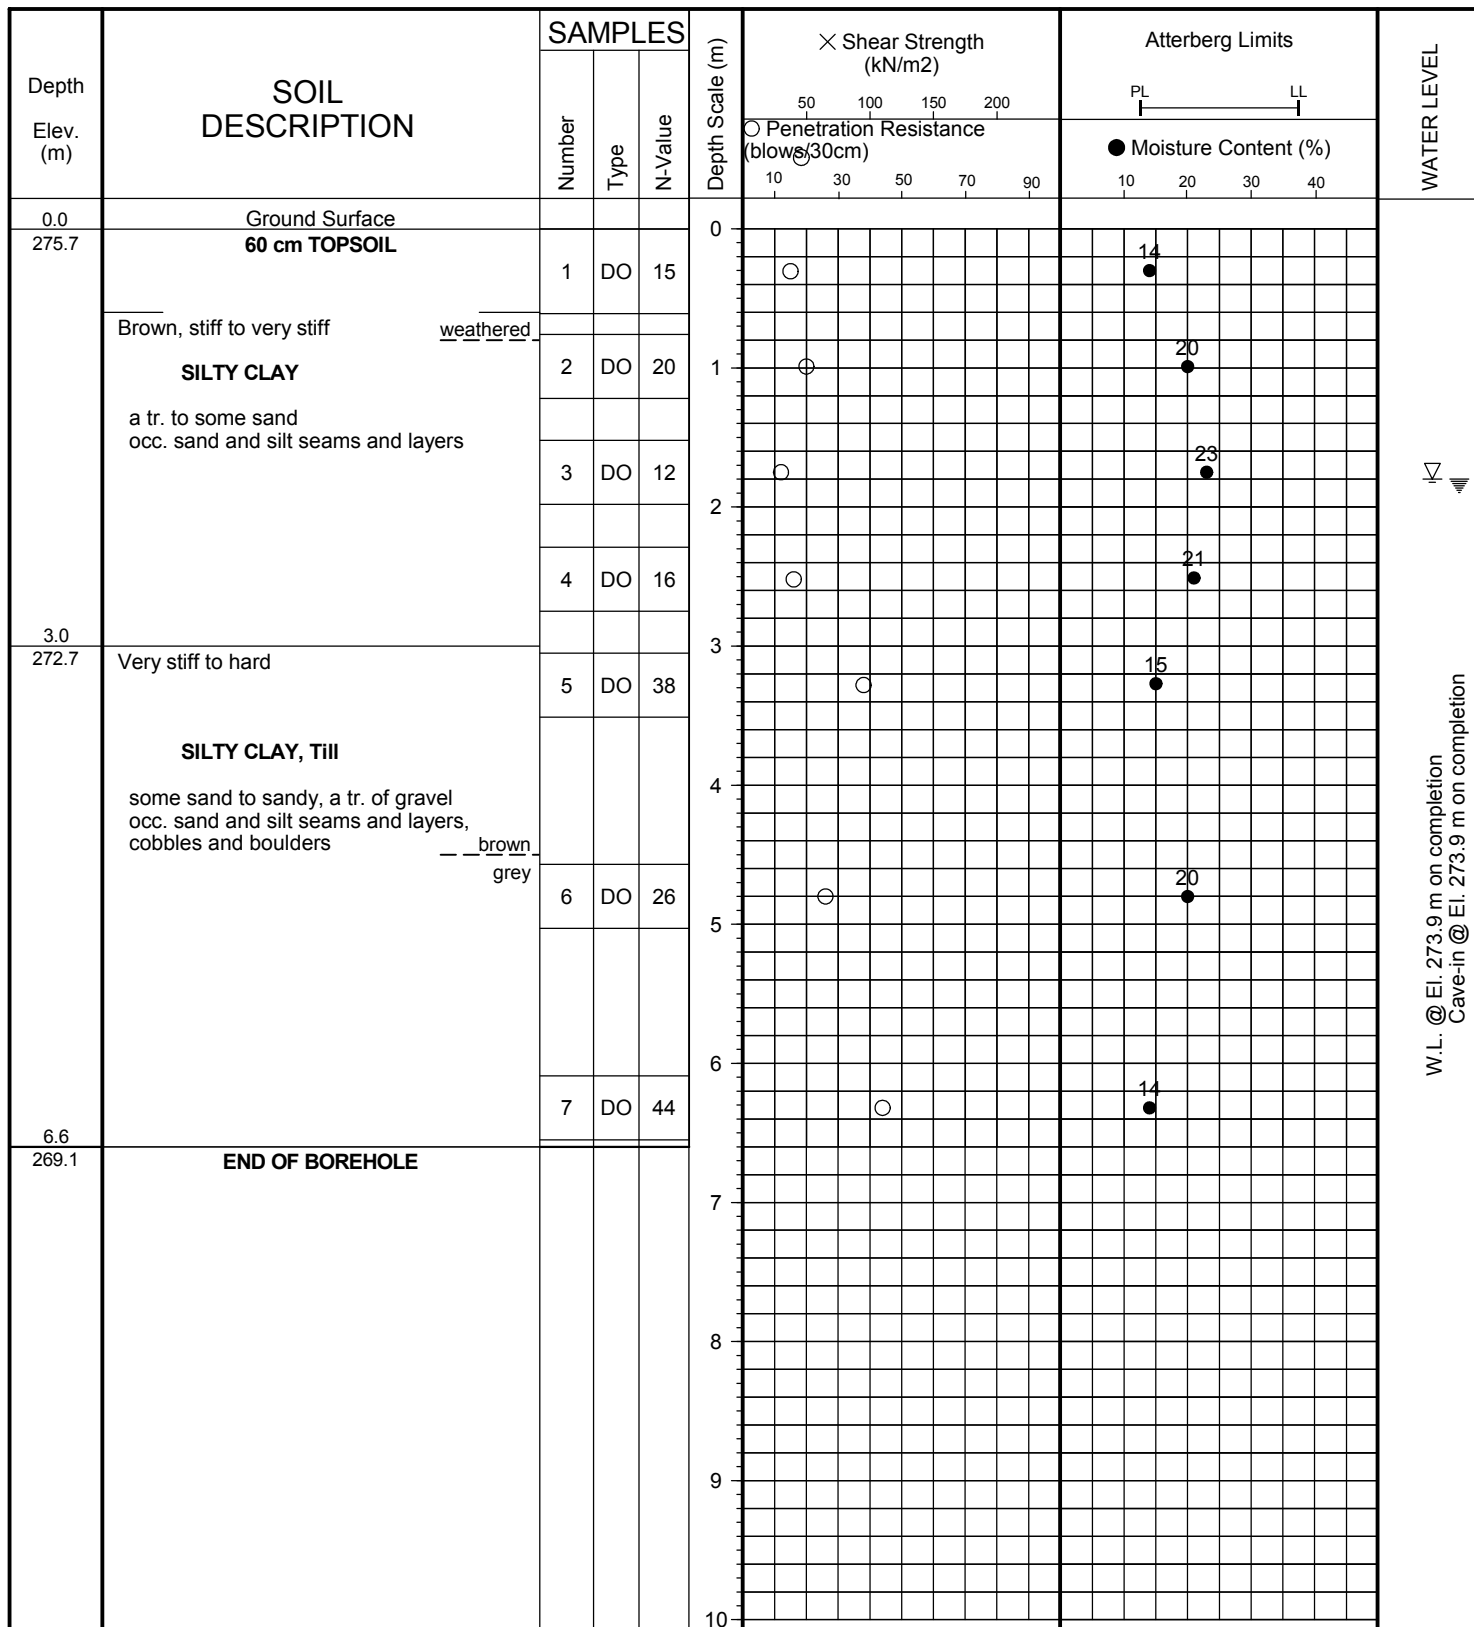 SAMPLES
Depth
Elev.
(m)
SOIL
DESCRIPTION
Number
Type
N-Value
Depth Scale (m)
Shear Strength
(kN/m2)
50 100 150 200
Penetration Resistance
(blows/30cm)
10 30 50 70 90
Atterberg Limits
PL LL
Moisture Content (%)
10 20 30 40
WATER LEVEL
0.0 Ground Surface
0
275.7 60 cm TOPSOIL
14
1 DO 15
Brown, stiff to very stiff weathered
20
SILTY CLAY 2 DO 20
1
a tr. to some sand
occ. sand and silt seams and layers
23
3 DO 12
2
21
4 DO 16
3.0
3
272.7 Very stiff to hard
15
5 DO 38
SILTY CLAY, Till
4
some sand to sandy, a tr. of gravel
occ. sand and silt seams and layers,
cobbles and boulders brown
grey
20
6 DO 26
5
6
14
7 DO 44
6.6
269.1 END OF BOREHOLE
7
8
9
10
W.L. @ El. 273.9 m on completion
Cave-in @ El. 273.9 m on completion